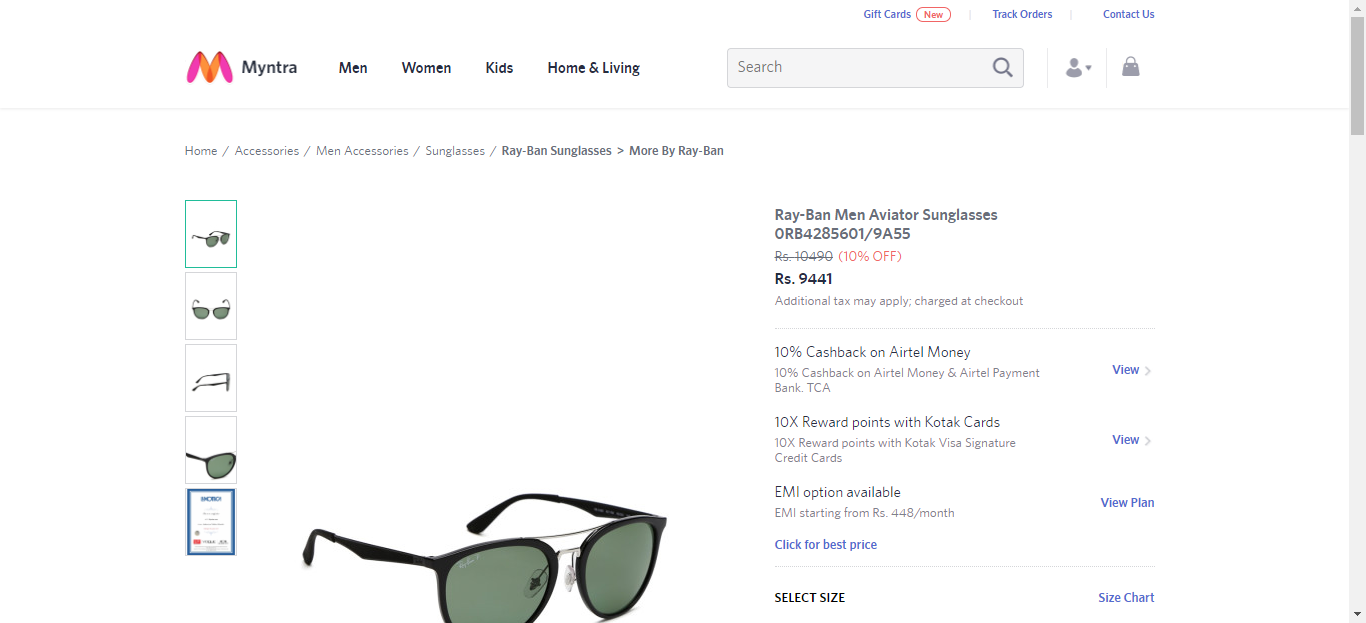 Gift Cards New
Track Orders
Contact Us
Myntra
Men
Women
Kids
Home & Living
Search
Home / Accessories / Men Accessories / Sunglasses / Ray-Ban Sunglasses > More By Ray-Ban
Ray-Ban Men Aviator Sunglasses
0RB4285601/9A55
Rs. 10490 (10% OFF)
Rs. 9441
Additional tax may apply; charged at checkout
10% Cashback on Airtel Money
10% Cashback on Airtel Money & Airtel Payment
Bank. TCA
View
10X Reward points with Kotak Cards
10X Reward points with Kotak Visa Signature
Credit Cards
View
EMI option available
EMI starting from Rs. 448/month
View Plan
Click for best price
SELECT SIZE
Size Chart
Ray-Ban